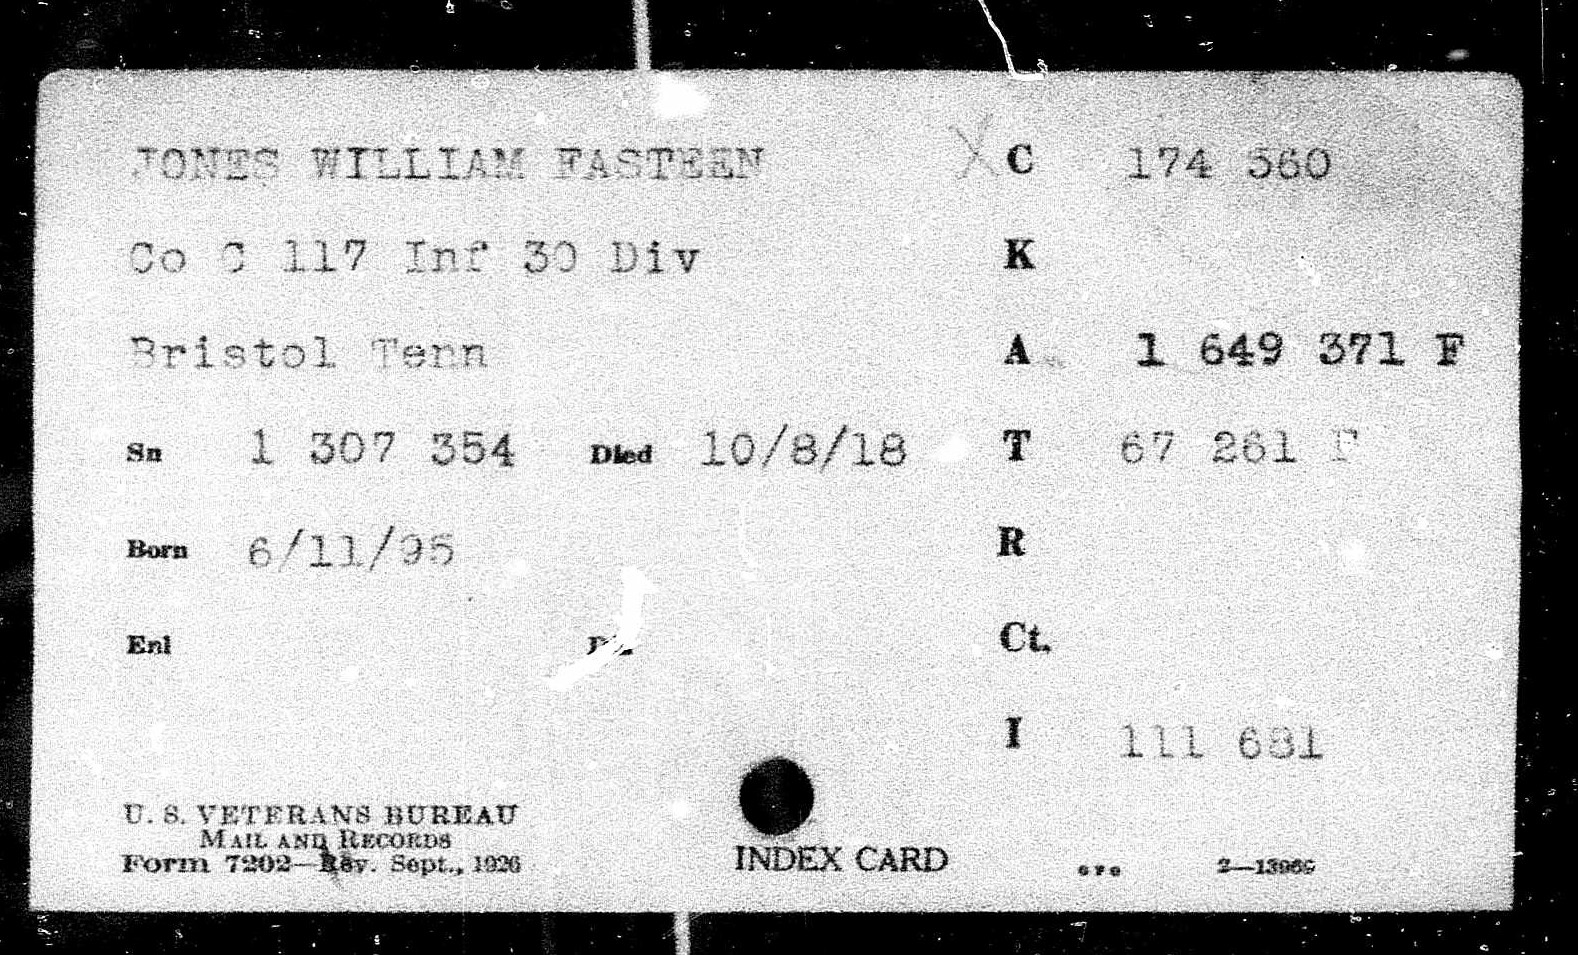 JONES WILLIAM FASTEEN X C 174 560
Co C 117 Inf 30 Div K
Bristol Tenn A 1 649 371 F
Sn 1 307 354 Died 10/8/18 T 67 261 F
Born 6/11/95 R
Enl Ct.
I 111 681
U. S. VETERANS BUREAU
MAIL AND RECORDS
Form 7202—Rev. Sept., 1926
INDEX CARD GPO 2—13969